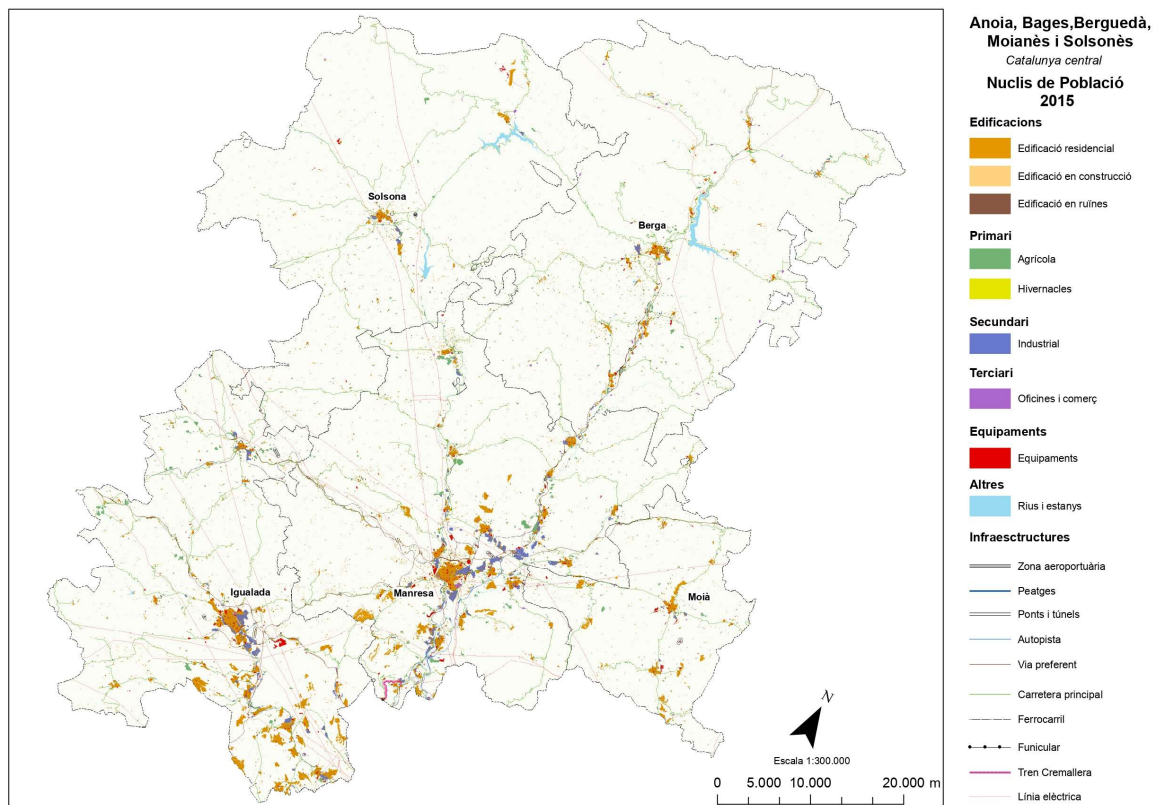 Anoia, Bages,Berguedà,
Moianès i Solsonès
Catalunya central
Nuclis de Població
2015
Edificacions
Edificació residencial
Edificació en construcció
Edificació en ruïnes
Primari
Agrícola
Hivernacles
Secundari
Industrial
Terciari
Oficines i comerç
Equipaments
Equipaments
Altres
Rius i estanys
Infraesctructures
Zona aeroportuària
Peatges
Ponts i túnels
Autopista
Via preferent
Carretera principal
Ferrocarril
Funicular
Tren Cremallera
Línia elèctrica
Solsona
Berga
Igualada
Manresa
Moià
N
Escala 1:300.000
0 5.000 10.000 20.000 m